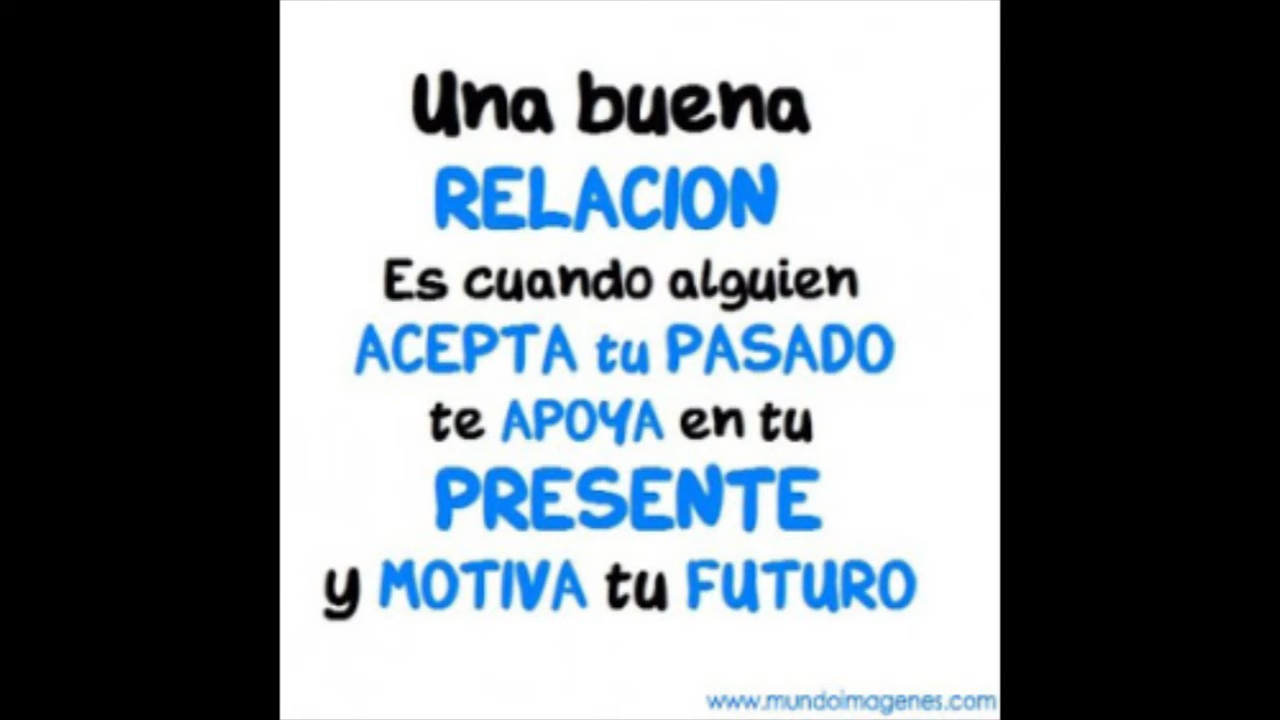 Una buena
RELACION
Es cuando alguien
ACEPTA tu PASADO
te APOYA en tu
PRESENTE
y MOTIVA tu FUTURO
www.mundoimagenes.com